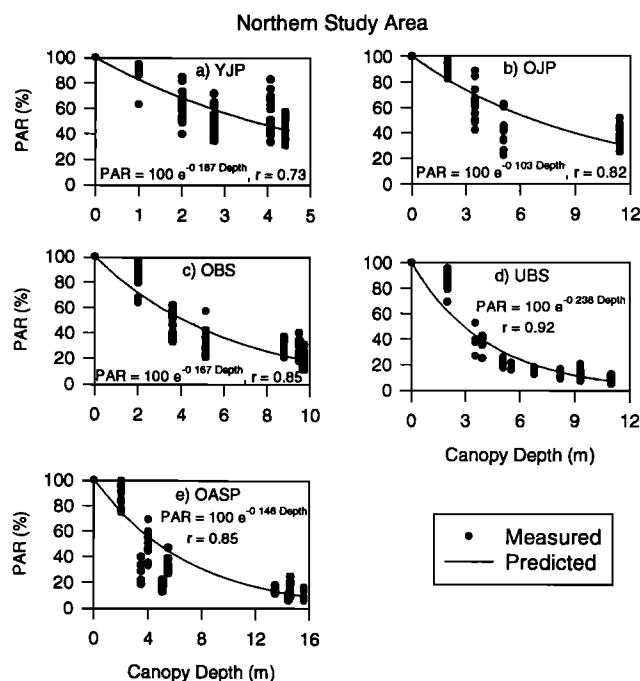 Northern Study Area
PAR (%)
100
80
60
40
20
0
a) YJP
PAR = 100 e^-0 187 Depth, r = 0.73
0 1 2 3 4 5
PAR (%)
100
80
60
40
20
0
b) OJP
PAR = 100 e^-0 103 Depth, r = 0.82
0 3 6 9 12
PAR (%)
100
80
60
40
20
0
c) OBS
PAR = 100 e^-0 167 Depth, r = 0.85
0 2 4 6 8 10
PAR (%)
100
80
60
40
20
0
d) UBS
PAR = 100 e^-0 238 Depth
r = 0.92
0 3 6 9 12
Canopy Depth (m)
PAR (%)
100
80
60
40
20
0
e) OASP
PAR = 100 e^-0 146 Depth
r = 0.85
0 4 8 12 16
Canopy Depth (m)
Measured
Predicted